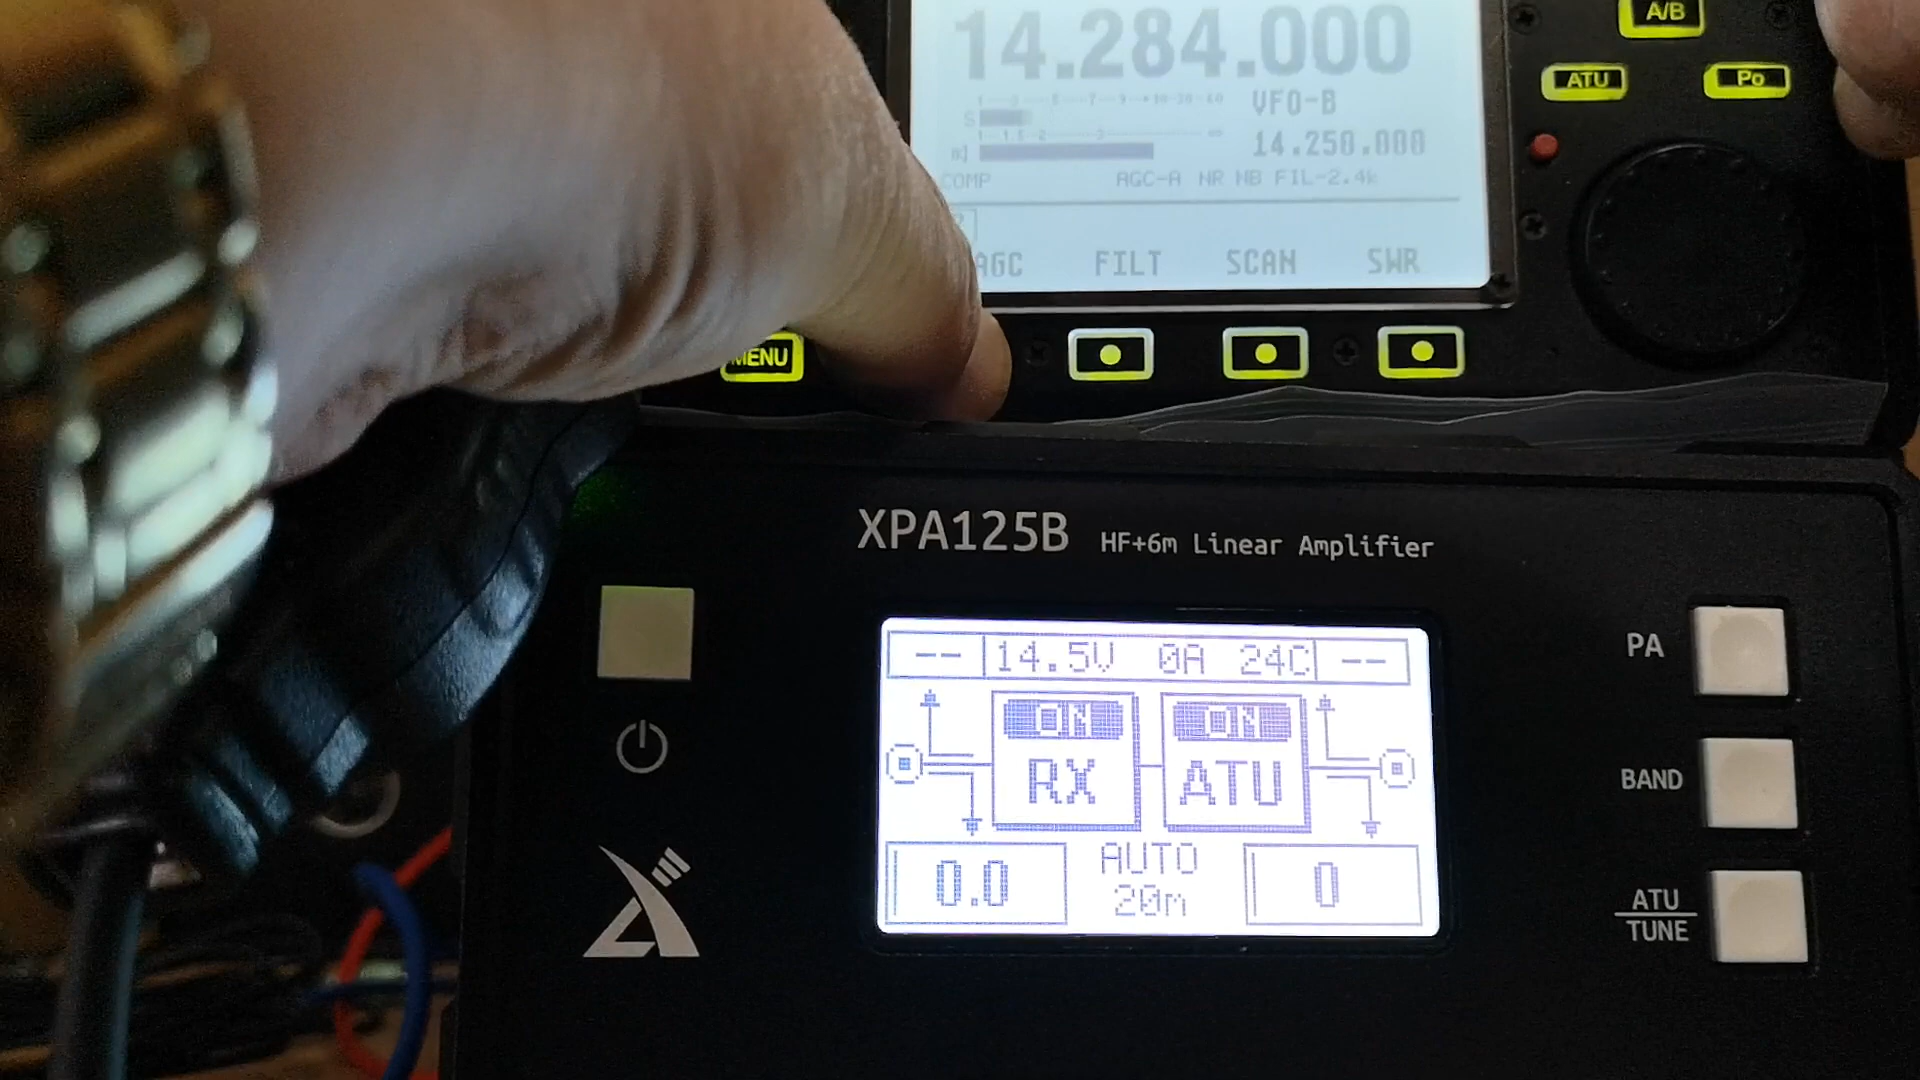 A/B
14.284.000
ATU Po
VFO-B
S
14.250.000
COMP AGC-A NR NB FIL-2.4k
AGC FILT SCAN SWR
MENU
XPA125B HF+6m Linear Amplifier
-- 14.5V 0A 24C --
ON ON
RX ATU
0.0 AUTO 0
20m
PA
BAND
ATU
TUNE